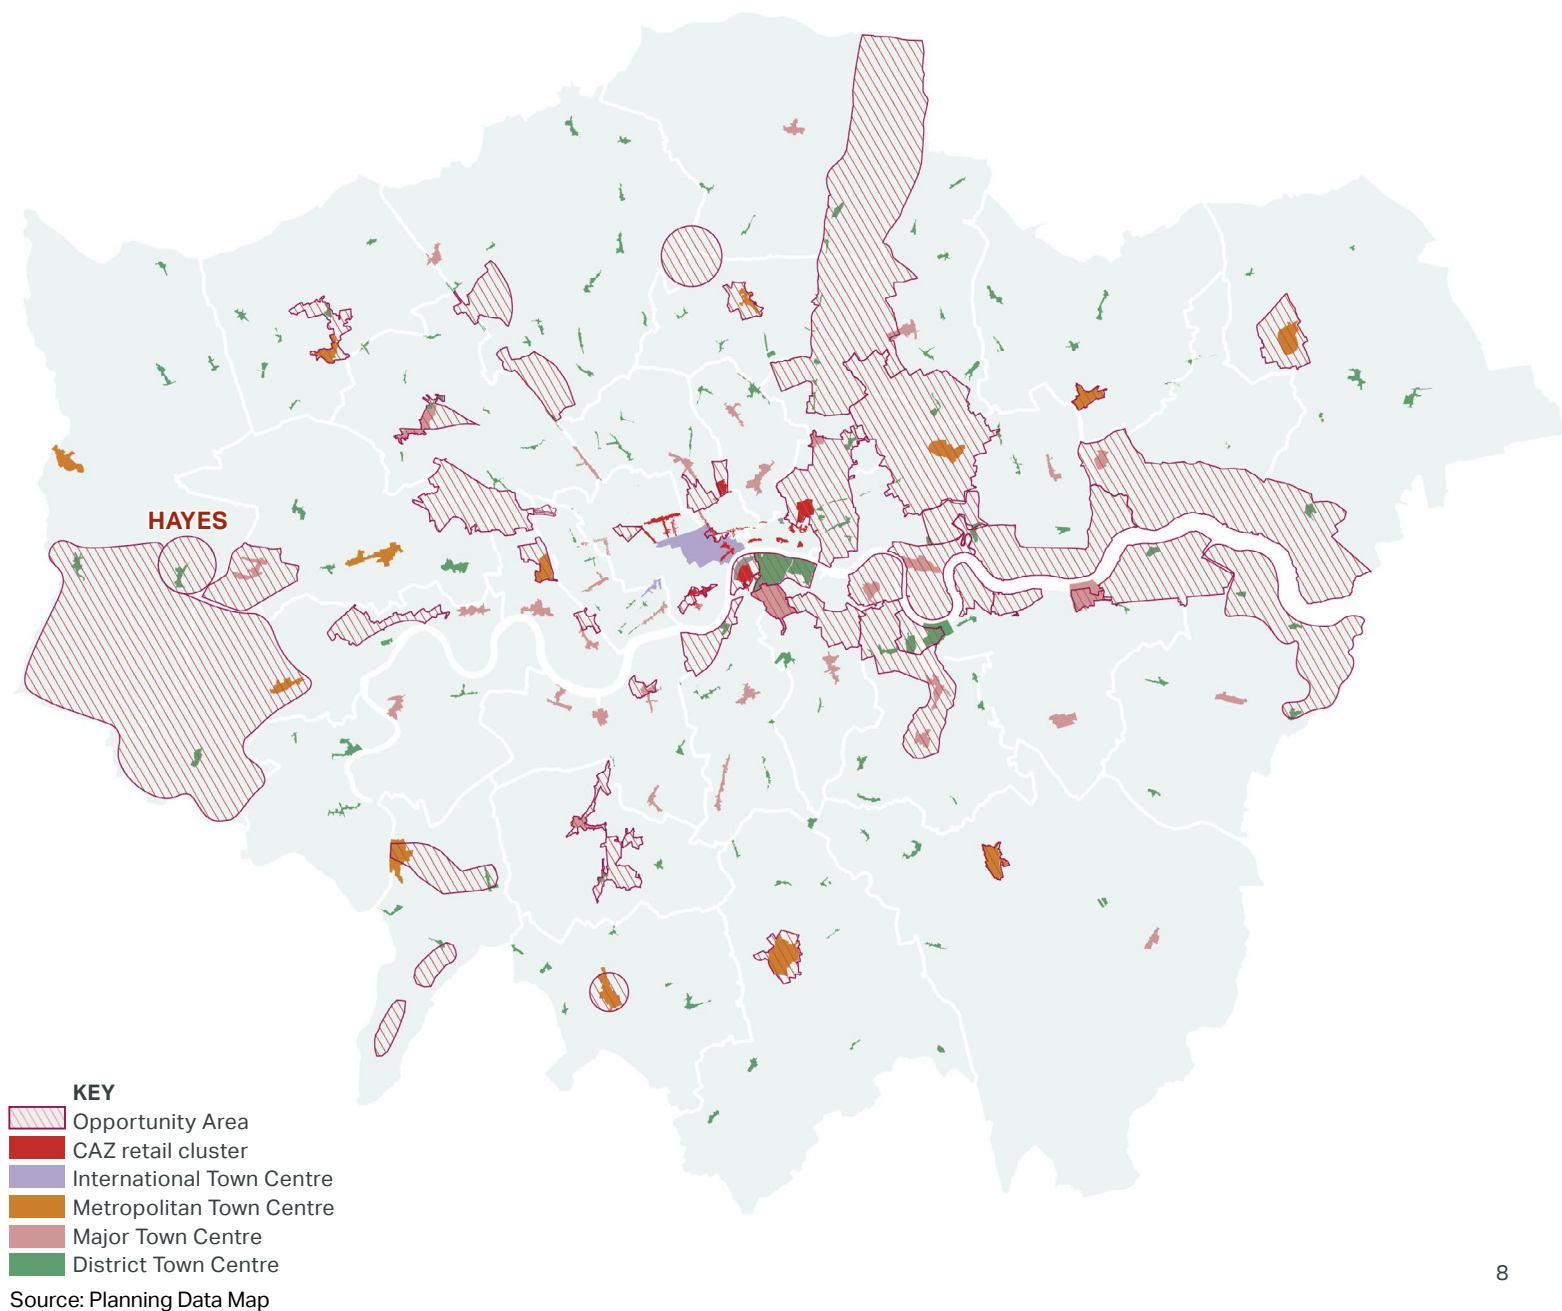 HAYES
KEY
Opportunity Area
CAZ retail cluster
International Town Centre
Metropolitan Town Centre
Major Town Centre
District Town Centre
Source: Planning Data Map
8